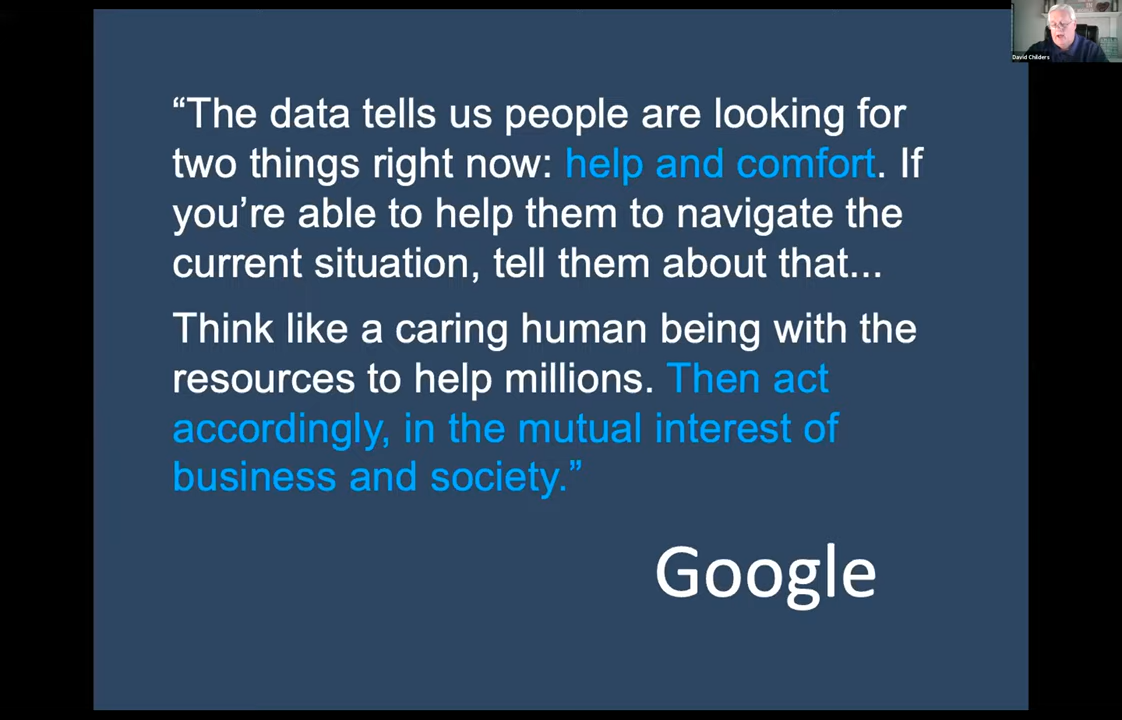 “The data tells us people are looking for
two things right now: help and comfort. If
you’re able to help them to navigate the
current situation, tell them about that...
Think like a caring human being with the
resources to help millions. Then act
accordingly, in the mutual interest of
business and society.”
Google
David Childers